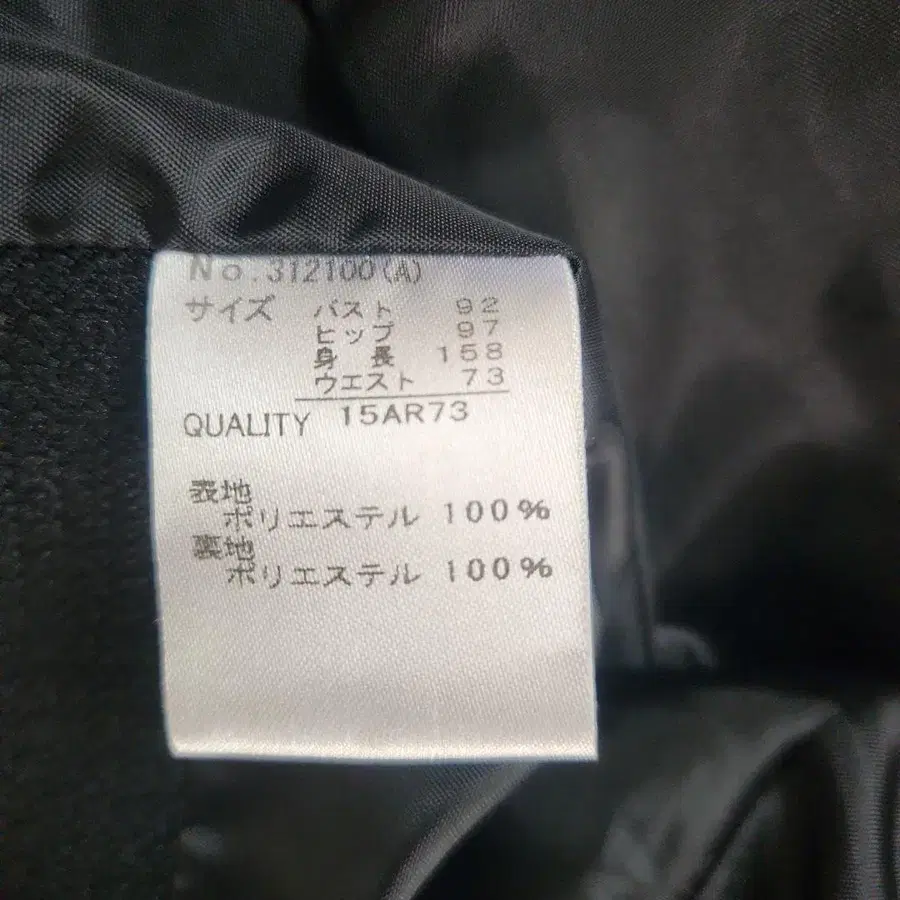 No.312100(A)
サイズ バスト 92
ヒップ 97
身長 158
ウエスト 73
15AR73
QUALITY
表地
ポリエステル 100%
裏地
ポリエステル 100%